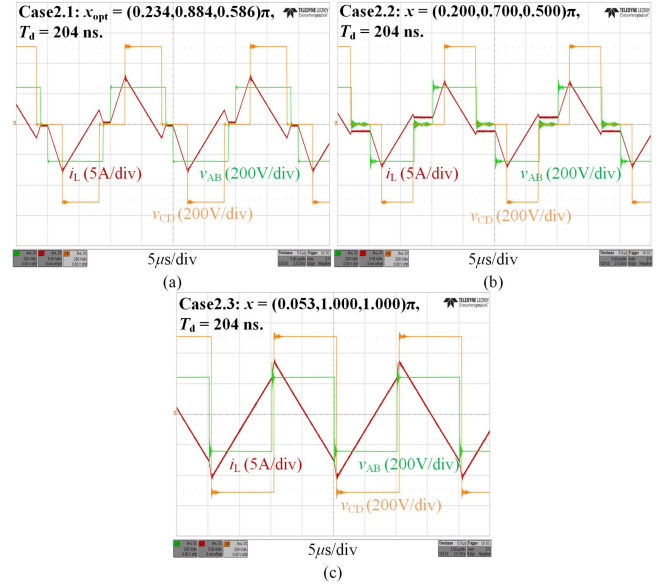 Case2.1: xopt = (0.234,0.884,0.586)π,
Td = 204 ns.
TELEDYNE LECROY
Everywhereyoulook
iL (5A/div)
vAB (200V/div)
vCD (200V/div)
5μs/div
(a)
Case2.2: x = (0.200,0.700,0.500)π,
Td = 204 ns.
TELEDYNE LECROY
Everywhereyoulook
iL (5A/div)
vAB (200V/div)
vCD (200V/div)
5μs/div
(b)
Case2.3: x = (0.053,1.000,1.000)π,
Td = 204 ns.
TELEDYNE LECROY
Everywhereyoulook
iL (5A/div)
vAB (200V/div)
vCD (200V/div)
5μs/div
(c)